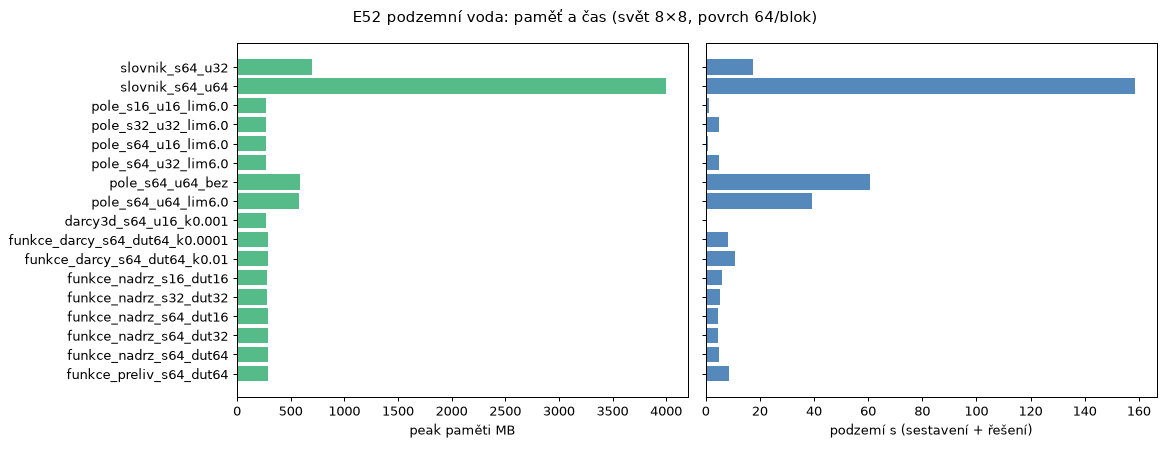 E52 podzemní voda: paměť a čas (svět 8×8, povrch 64/blok)
slovnik_s64_u32
slovnik_s64_u64
pole_s16_u16_lim6.0
pole_s32_u32_lim6.0
pole_s64_u16_lim6.0
pole_s64_u32_lim6.0
pole_s64_u64_bez
pole_s64_u64_lim6.0
darcy3d_s64_u16_k0.001
funkce_darcy_s64_dut64_k0.0001
funkce_darcy_s64_dut64_k0.01
funkce_nadrz_s16_dut16
funkce_nadrz_s32_dut32
funkce_nadrz_s64_dut16
funkce_nadrz_s64_dut32
funkce_nadrz_s64_dut64
funkce_preliv_s64_dut64
0 500 1000 1500 2000 2500 3000 3500 4000
peak paměti MB
0 20 40 60 80 100 120 140 160
podzemí s (sestavení + řešení)